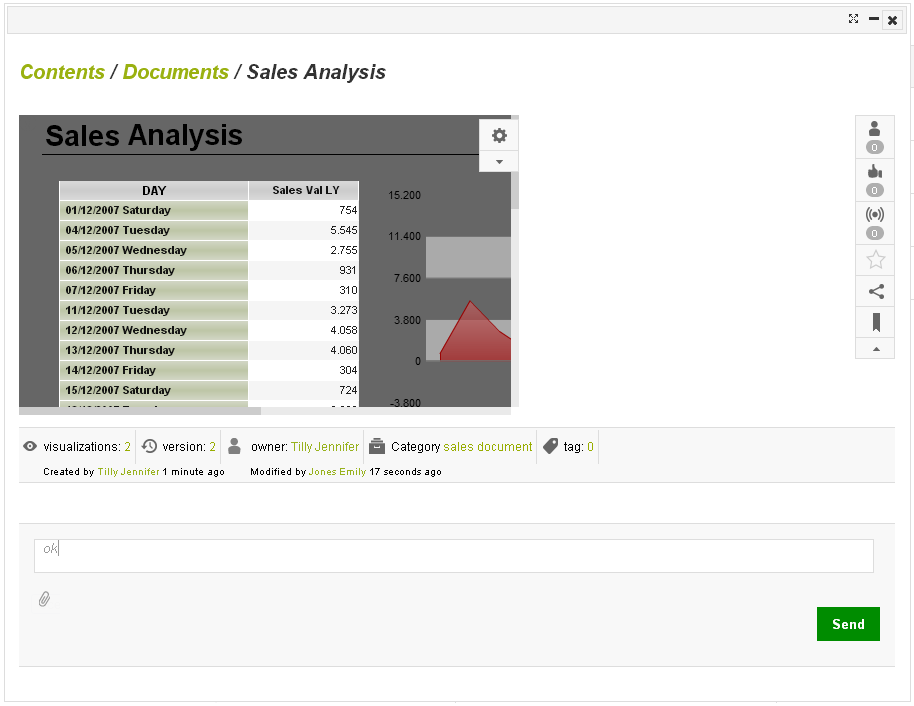 Contents / Documents / Sales Analysis
Sales Analysis
DAY Sales Val LY
01/12/2007 Saturday 754
04/12/2007 Tuesday 5.545
05/12/2007 Wednesday 2.755
06/12/2007 Thursday 931
07/12/2007 Friday 310
11/12/2007 Tuesday 3.273
12/12/2007 Wednesday 4.058
13/12/2007 Thursday 4.060
14/12/2007 Friday 304
15/12/2007 Saturday 724
15.200
11.400
7.600
3.800
0
-3.800
0
0
0
visualizations: 2 version: 2 owner: Tilly Jennifer Category sales document tag: 0
Created by Tilly Jennifer 1 minute ago Modified by Jones Emily 17 seconds ago
ok
Send